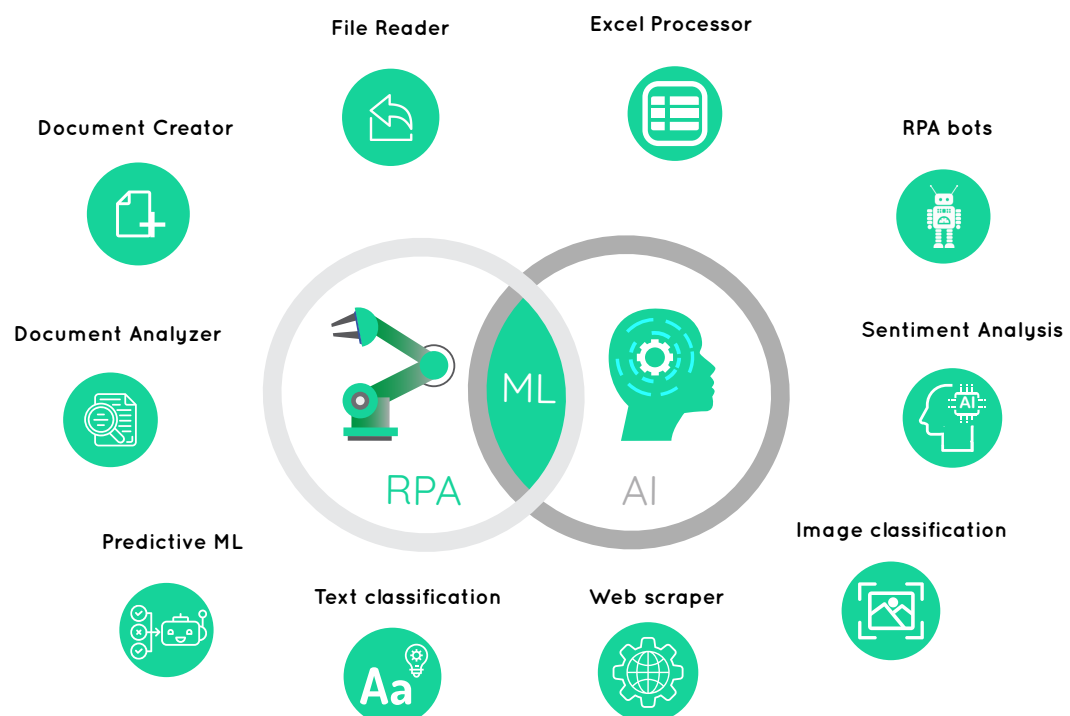 File Reader
Excel Processor
Document Creator
RPA bots
Document Analyzer
Sentiment Analysis
AI
ML
RPA
AI
Predictive ML
Image classification
Text classification
Web scraper
Aa